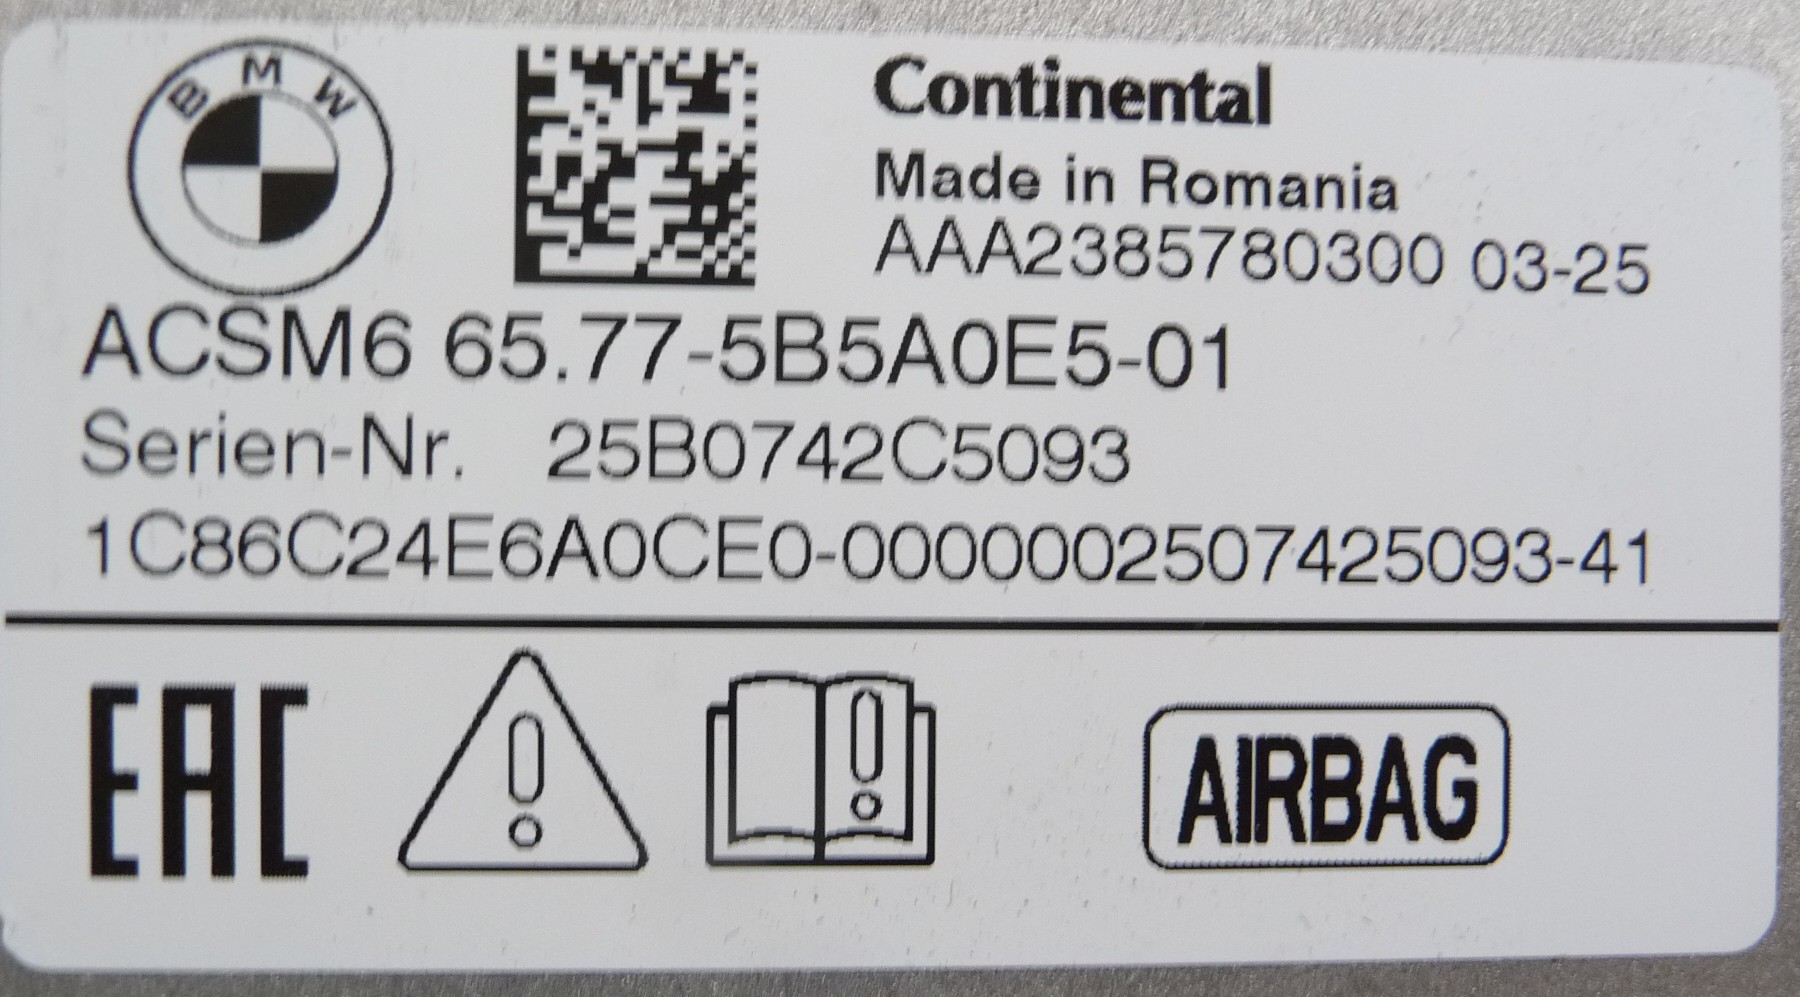 BMW
Continental
Made in Romania
AAA2385780300 03-25
ACSM6 65.77-5B5A0E5-01
Serien-Nr. 25B0742C5093
1C86C24E6A0CE0-0000002507425093-41
EAC
AIRBAG